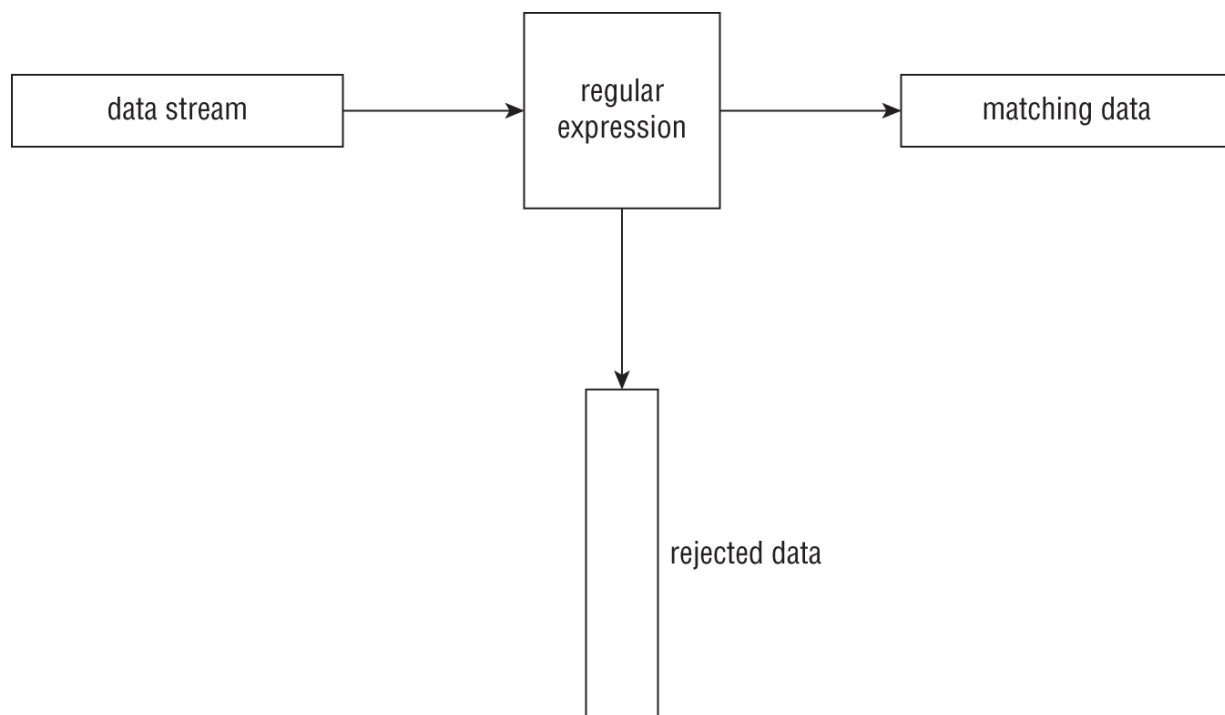 data stream
regular
expression
matching data
rejected data